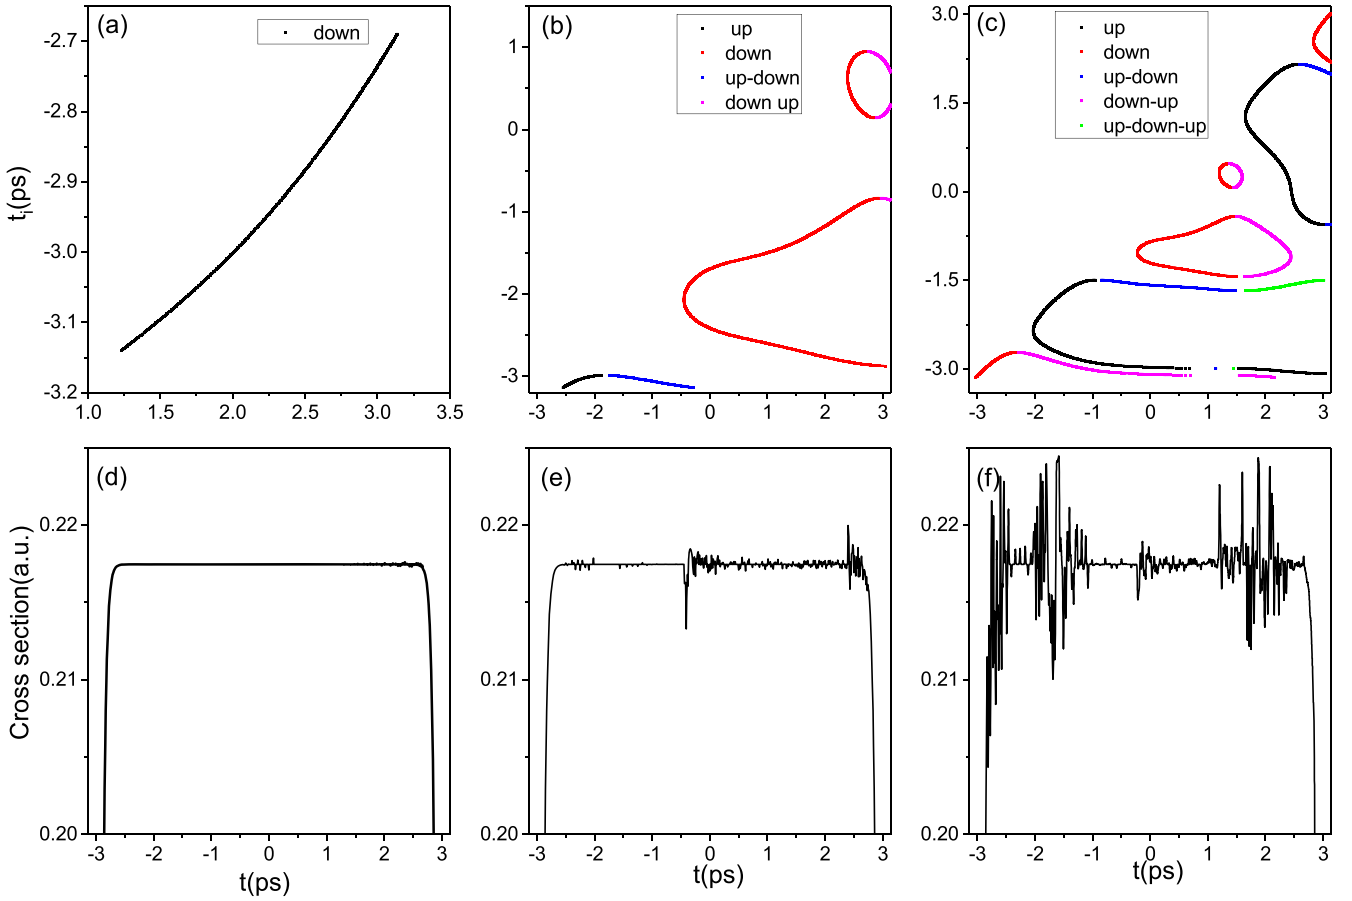 (a)
down
-2.7
-2.8
-2.9
-3.0
-3.1
-3.2
1.0 1.5 2.0 2.5 3.0 3.5
ti(ps)
(b)
up
down
up-down
down up
1
0
-1
-2
-3
-3 -2 -1 0 1 2 3
(c)
up
down
up-down
down-up
up-down-up
3.0
1.5
0.0
-1.5
-3.0
-3 -2 -1 0 1 2 3
(d)
0.22
0.21
0.20
-3 -2 -1 0 1 2 3
Cross section(a.u.)
t(ps)
(e)
0.22
0.21
0.20
-3 -2 -1 0 1 2 3
t(ps)
(f)
0.22
0.21
0.20
-3 -2 -1 0 1 2 3
t(ps)